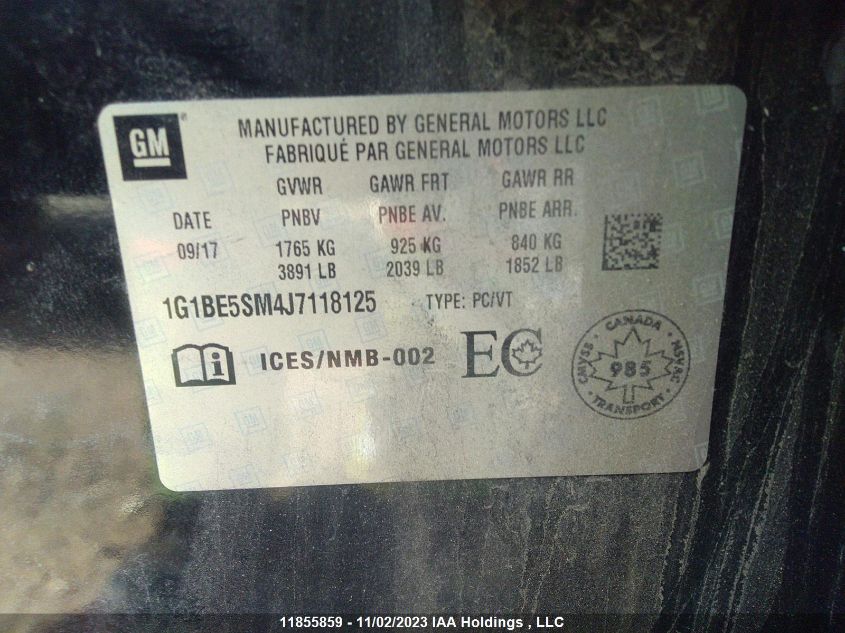 GM ®
MANUFACTURED BY GENERAL MOTORS LLC
FABRIQUÉ PAR GENERAL MOTORS LLC
GVWR GAWR FRT GAWR RR
DATE PNBV PNBE AV. PNBE ARR.
09/17 1765 KG 925 KG 840 KG
3891 LB 2039 LB 1852 LB
1G1BE5SM4J7118125 TYPE: PC/VT
i ICES/NMB-002 EC
CANADA
CMVSS 985 NSVAC
TRANSPORT
11855859 - 11/02/2023 IAA Holdings , LLC